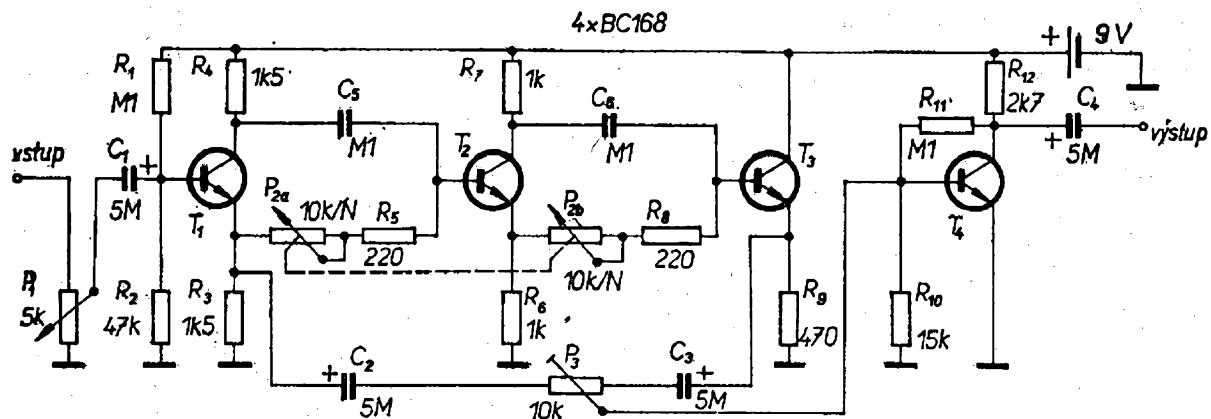 4xBC168
R₁
M1
R₄
1k5
C₅
M1
R₇
1k
C₆
M1
T₃
R₁₁
M1
R₁₂
2k7
+
9V
C₄
+
5M
výstup
vstup
C₁
+
5M
T₁
P₂ₐ
10k/N
R₅
220
T₂
P₂b
10k/N
R₈
220
T₄
P₁
5k
R₂
47k
R₃
1k5
R₆
1k
R₉
470
R₁₀
15k
C₂
+
5M
P₃
10k
C₃
+
5M